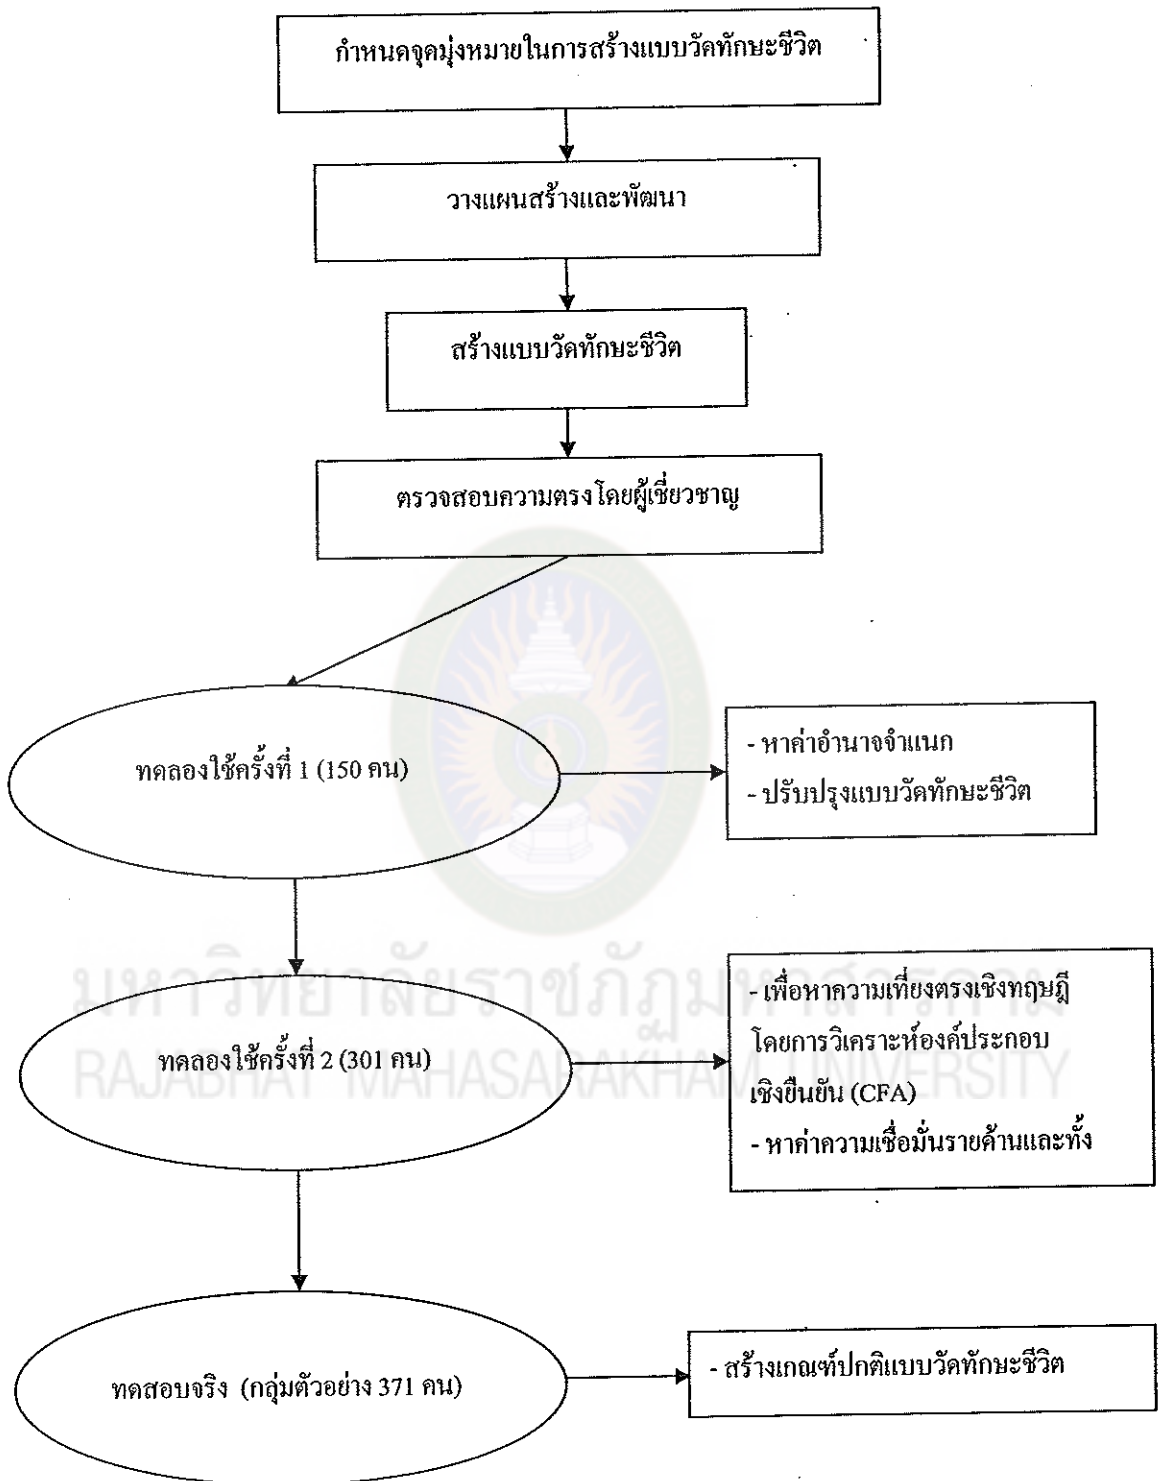 กำหนดจุดมุ่งหมายในการสร้างแบบวัดทักษะชีวิต
วางแผนสร้างและพัฒนา
สร้างแบบวัดทักษะชีวิต
ตรวจสอบความตรงโดยผู้เชี่ยวชาญ
ทดลองใช้ครั้งที่ 1 (150 คน)
- หาค่าอำนาจจำแนก
- ปรับปรุงแบบวัดทักษะชีวิต
มหาวิทยาลัยราชภัฏมหาสารคาม
RAJABHAT MAHASARAKHAM UNIVERSITY
ทดลองใช้ครั้งที่ 2 (301 คน)
- เพื่อหาความเที่ยงตรงเชิงทฤษฎี
โดยการวิเคราะห์องค์ประกอบ
เชิงยืนยัน (CFA)
- หาค่าความเชื่อมั่นรายด้านและทั้ง
ทดสอบจริง (กลุ่มตัวอย่าง 371 คน)
- สร้างเกณฑ์ปกติแบบวัดทักษะชีวิต